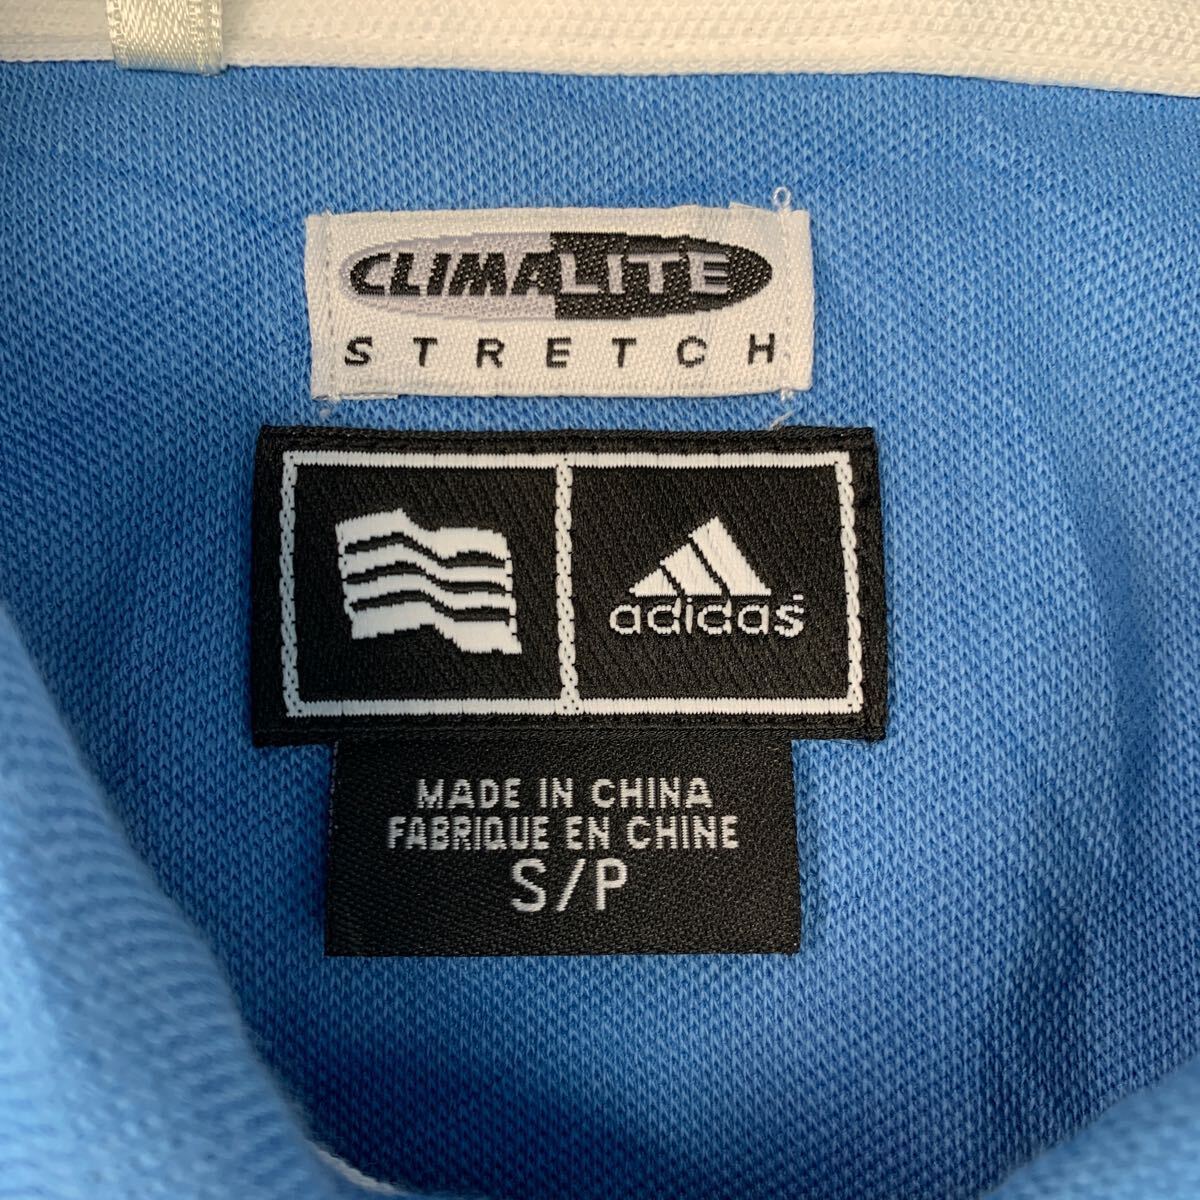 CLIMALITE
STRETCH
adidas
MADE IN CHINA
FABRIQUE EN CHINE
S/P